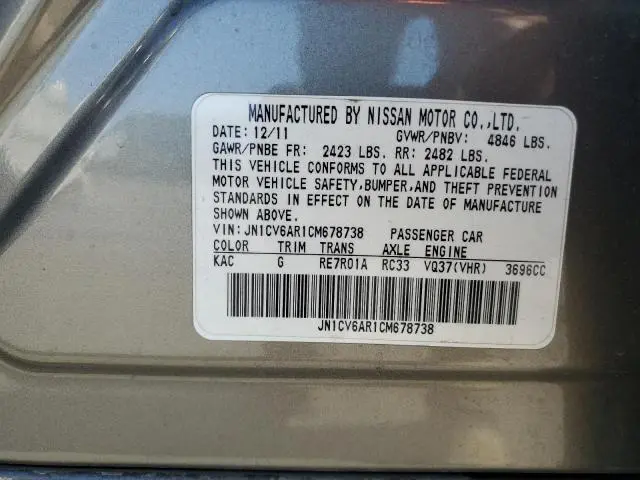 MANUFACTURED BY NISSAN MOTOR CO.,LTD.
DATE: 12/11 GVWR/PNBV: 4846 LBS.
GAWR/PNBE FR: 2423 LBS. RR: 2482 LBS.
THIS VEHICLE CONFORMS TO ALL APPLICABLE FEDERAL
MOTOR VEHICLE SAFETY,BUMPER,AND THEFT PREVENTION
STANDARDS IN EFFECT ON THE DATE OF MANUFACTURE
SHOWN ABOVE.
VIN: JN1CV6AR1CM678738 PASSENGER CAR
COLOR TRIM TRANS AXLE ENGINE
KAC G RE7R01A RC33 VQ37(VHR) 3696CC
JN1CV6AR1CM678738